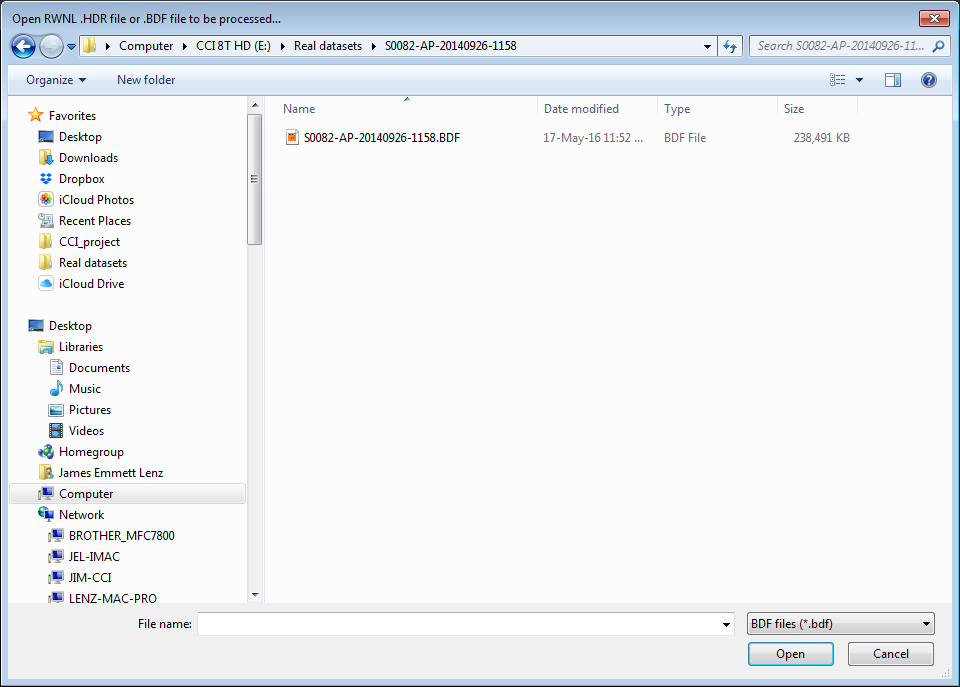 Open RWNL .HDR file or .BDF file to be processed...
Computer CCI 8T HD (E:) Real datasets S0082-AP-20140926-1158
Search S0082-AP-20140926-11...
Organize New folder
Name Date modified Type Size
S0082-AP-20140926-1158.BDF 17-May-16 11:52 ... BDF File 238,491 KB
Favorites
Desktop
Downloads
Dropbox
iCloud Photos
Recent Places
CCI_project
Real datasets
iCloud Drive
Desktop
Libraries
Documents
Music
Pictures
Videos
Homegroup
James Emmett Lenz
Computer
Network
BROTHER_MFC7800
JEL-IMAC
JIM-CCI
LENZ-MAC-PRO
File name: BDF files (*.bdf)
Open Cancel